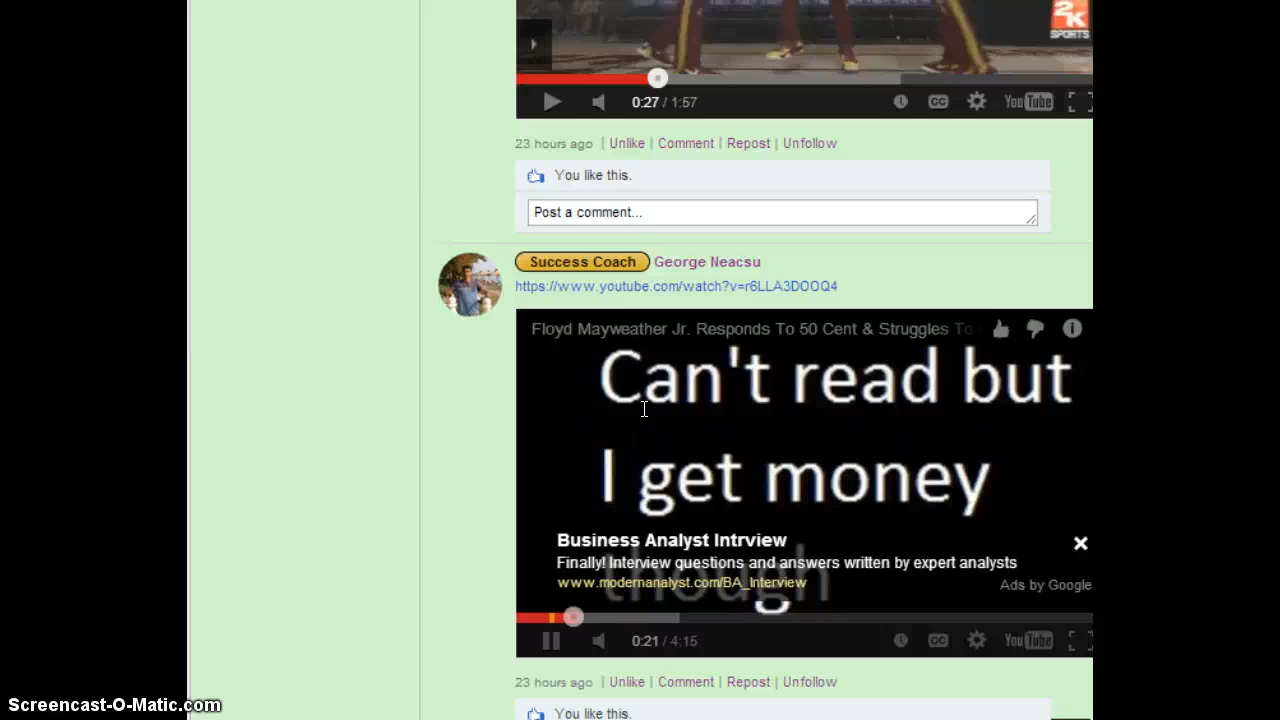 2K
SPORTS
0:27 / 1:57
CC
YouTube
23 hours ago | Unlike | Comment | Repost | Unfollow
You like this.
Post a comment...
Success Coach George Neacsu
https://www.youtube.com/watch?v=r6LLA3DOOQ4
Floyd Mayweather Jr. Responds To 50 Cent & Struggles To
Can't read but
I get money
though
Business Analyst Intrview
Finally! Interview questions and answers written by expert analysts
www.modernanalyst.com/BA_Interview
Ads by Google
0:21 / 4:15
CC
YouTube
23 hours ago | Unlike | Comment | Repost | Unfollow
You like this.
Screencast-O-Matic.com